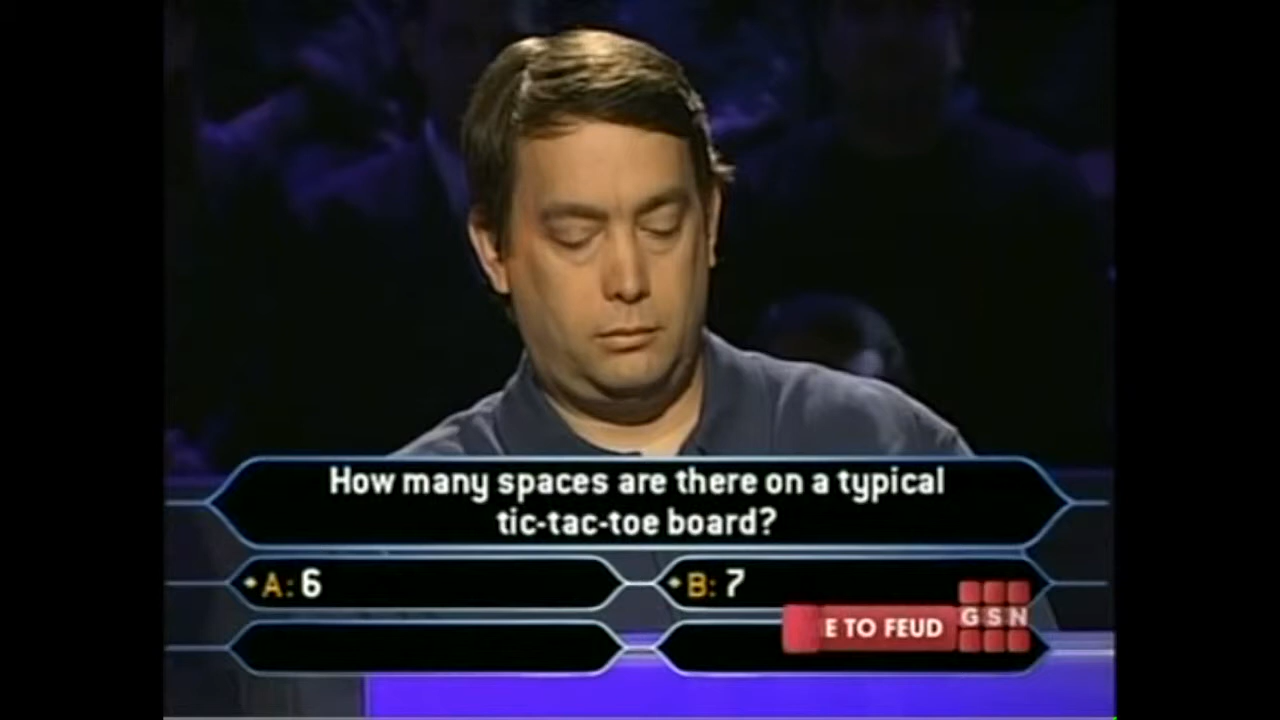 How many spaces are there on a typical
tic-tac-toe board?
A: 6
B: 7
E TO FEUD
GSN